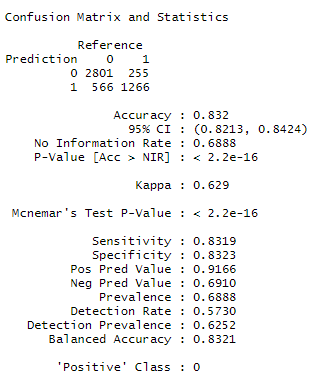 Confusion Matrix and Statistics
Reference
Prediction 0 1
0 2801 255
1 566 1266
Accuracy : 0.832
95% CI : (0.8213, 0.8424)
No Information Rate : 0.6888
P-Value [Acc > NIR] : < 2.2e-16
Kappa : 0.629
Mcnemar's Test P-Value : < 2.2e-16
Sensitivity : 0.8319
Specificity : 0.8323
Pos Pred Value : 0.9166
Neg Pred Value : 0.6910
Prevalence : 0.6888
Detection Rate : 0.5730
Detection Prevalence : 0.6252
Balanced Accuracy : 0.8321
'Positive' Class : 0